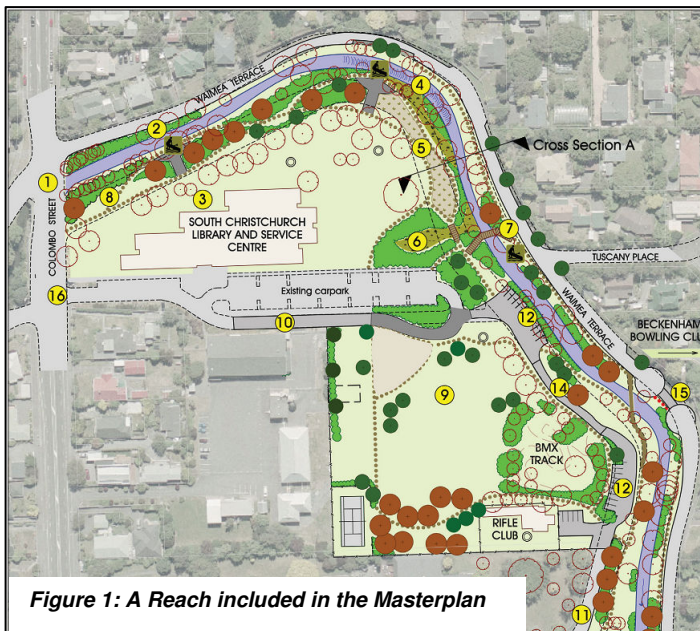 WAIMEA TERRACE
4
2
5
Cross Section A
1
8
3
COLOMBO STREET
SOUTH CHRISTCHURCH
LIBRARY AND SERVICE
CENTRE
6
7
TUSCANY PLACE
16
Existing carpark
10
12
WAIMEA TERRACE
BECKENHAM
BOWLING CLU
14
15
9
BMX
TRACK
12
RIFLE
CLUB
11
Figure 1: A Reach included in the Masterplan